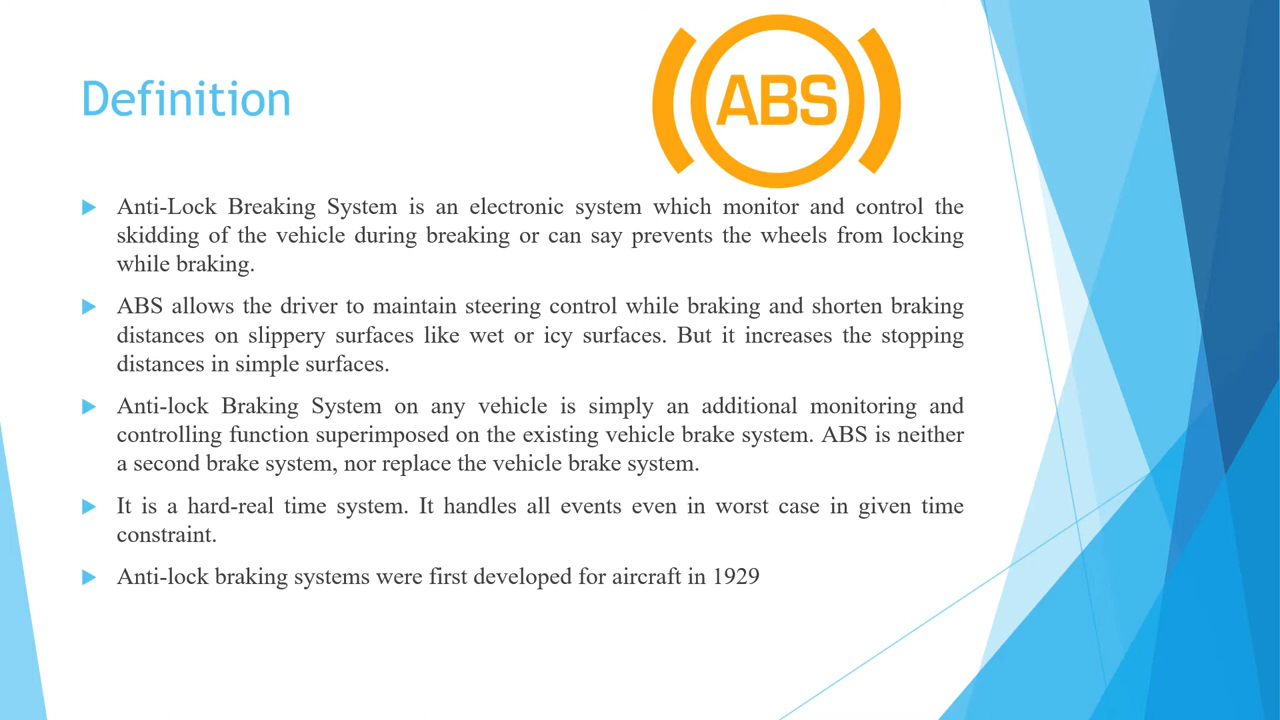 ABS
Definition
Anti-Lock Breaking System is an electronic system which monitor and control the
skidding of the vehicle during breaking or can say prevents the wheels from locking
while braking.
ABS allows the driver to maintain steering control while braking and shorten braking
distances on slippery surfaces like wet or icy surfaces. But it increases the stopping
distances in simple surfaces.
Anti-lock Braking System on any vehicle is simply an additional monitoring and
controlling function superimposed on the existing vehicle brake system. ABS is neither
a second brake system, nor replace the vehicle brake system.
It is a hard-real time system. It handles all events even in worst case in given time
constraint.
Anti-lock braking systems were first developed for aircraft in 1929